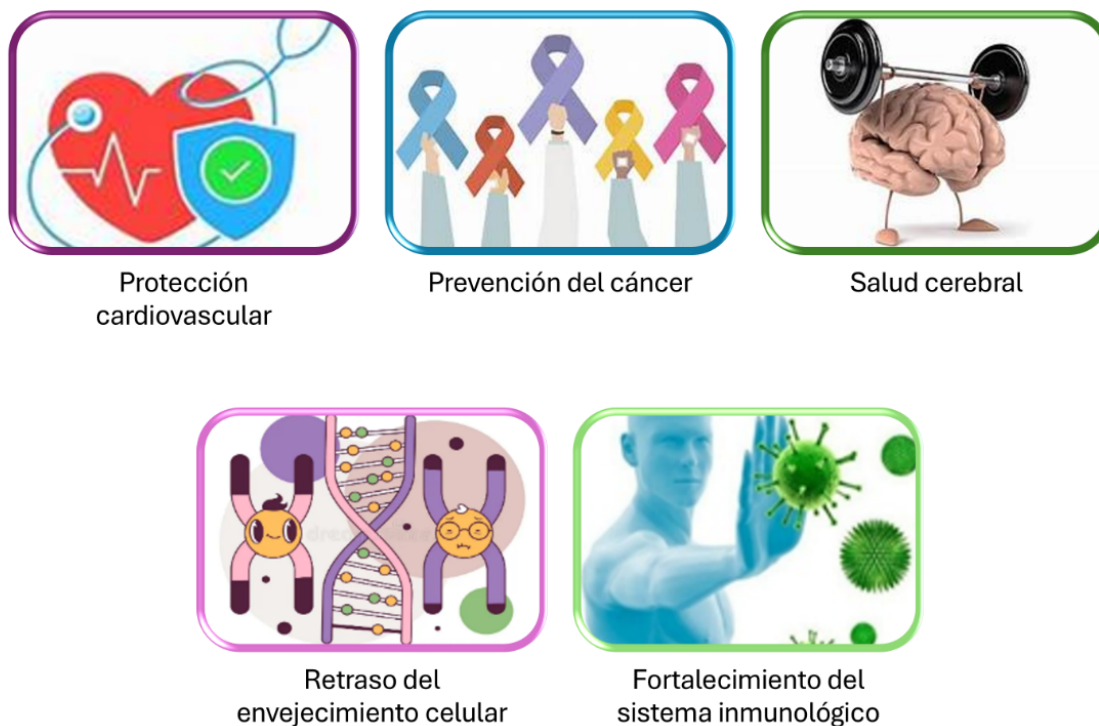 Protección
cardiovascular
Prevención del cáncer
Salud cerebral
Retraso del
envejecimiento celular
Fortalecimiento del
sistema inmunológico